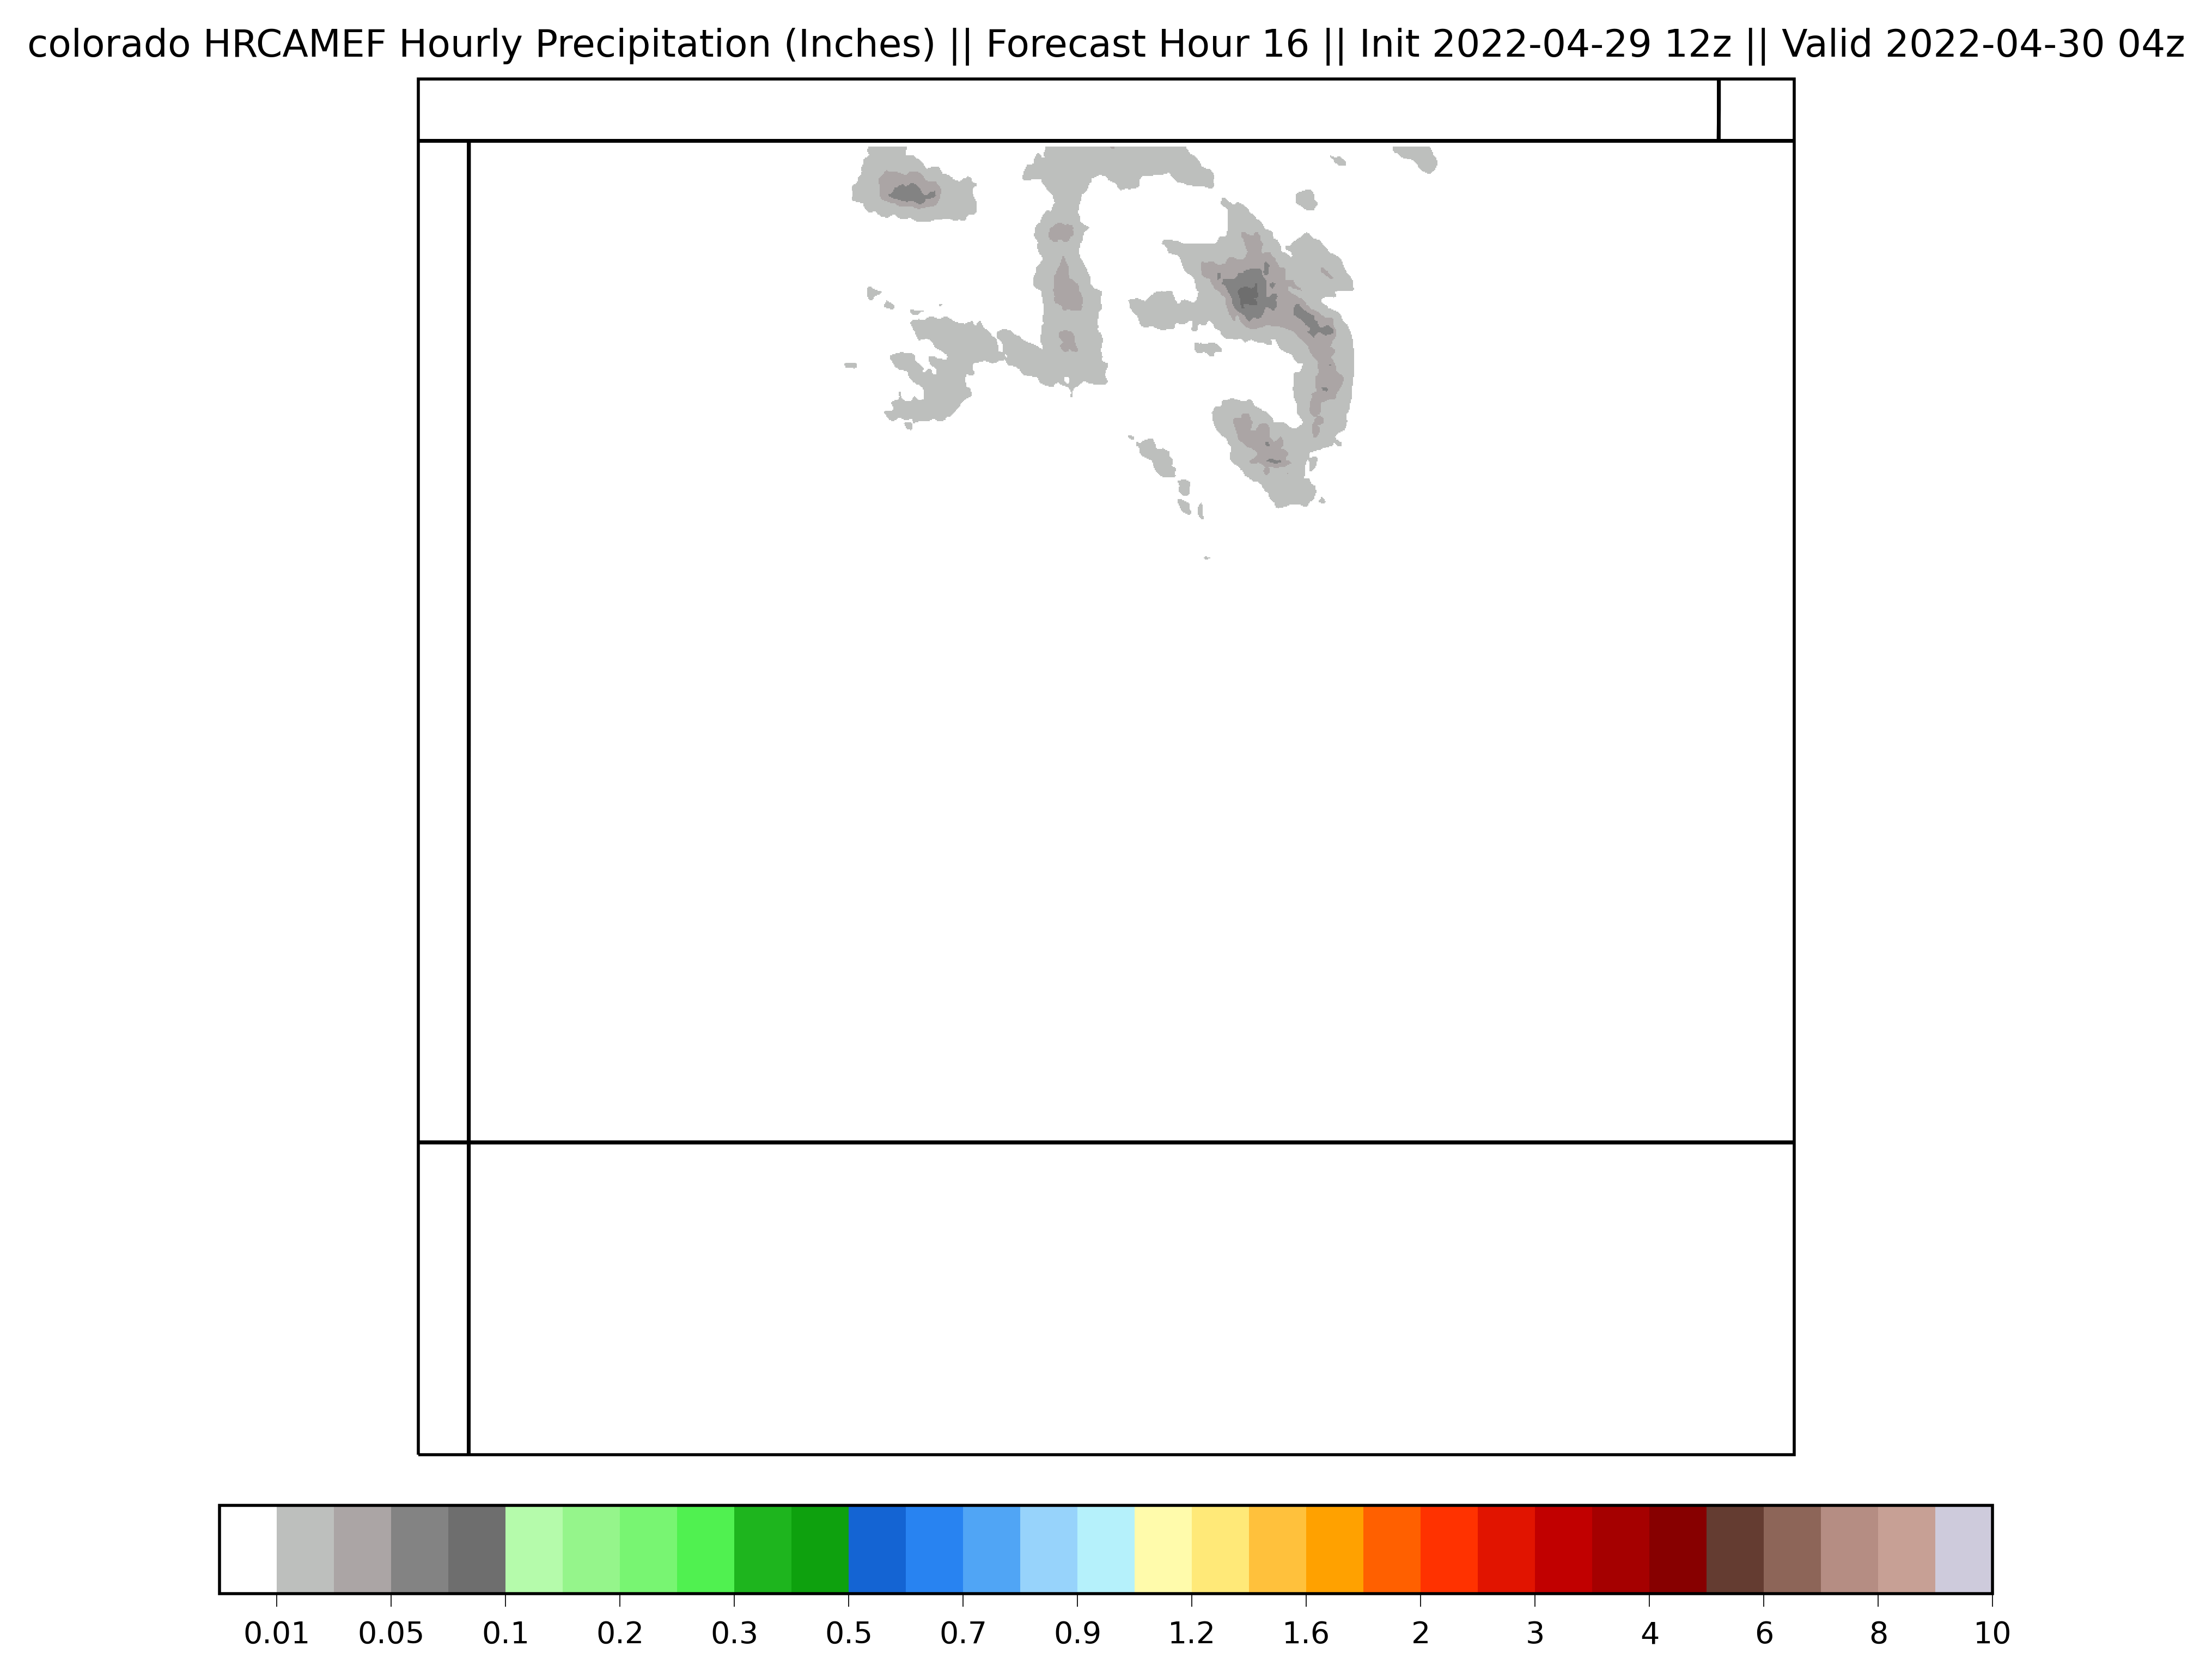 colorado HRCAMEF Hourly Precipitation (Inches) || Forecast Hour 16 || Init 2022-04-29 12z || Valid 2022-04-30 04z
0.01 0.05 0.1 0.2 0.3 0.5 0.7 0.9 1.2 1.6 2 3 4 6 8 10